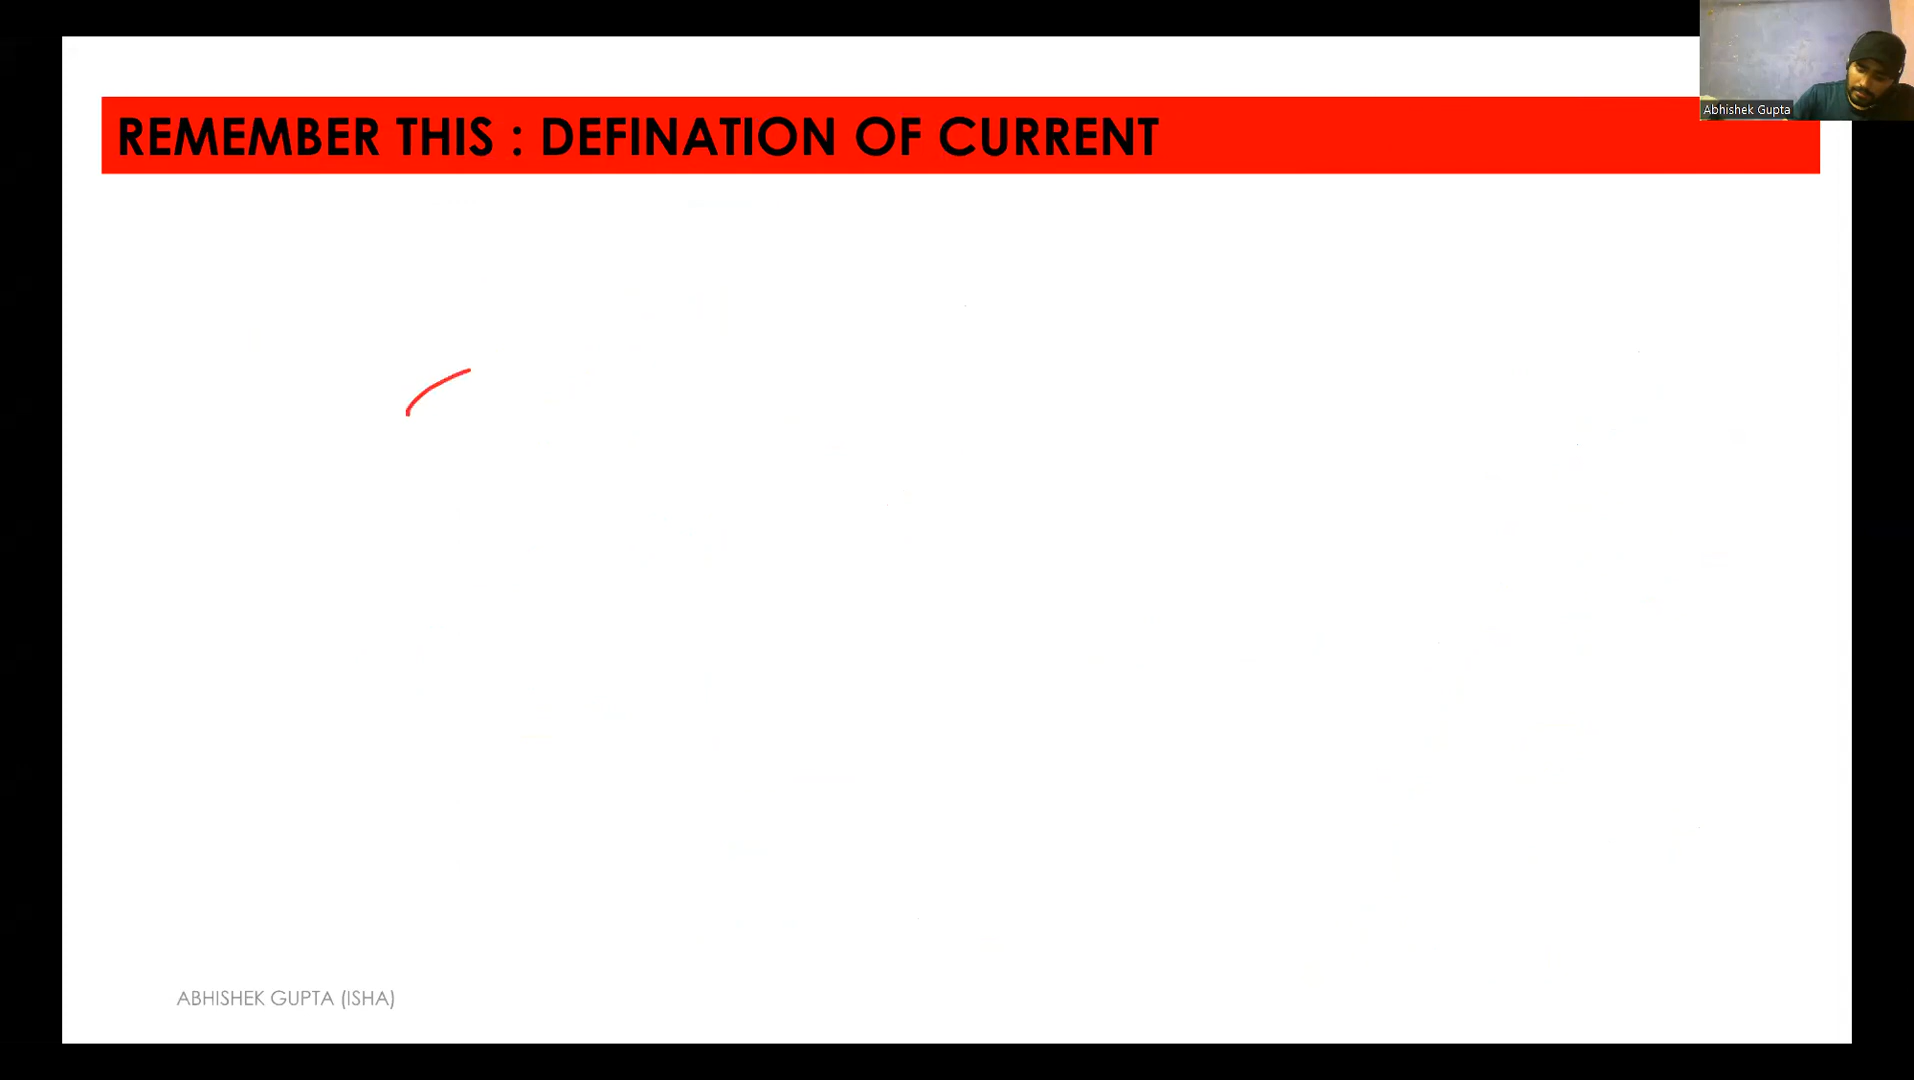 Abhishek Gupta
REMEMBER THIS : DEFINATION OF CURRENT
ABHISHEK GUPTA (ISHA)